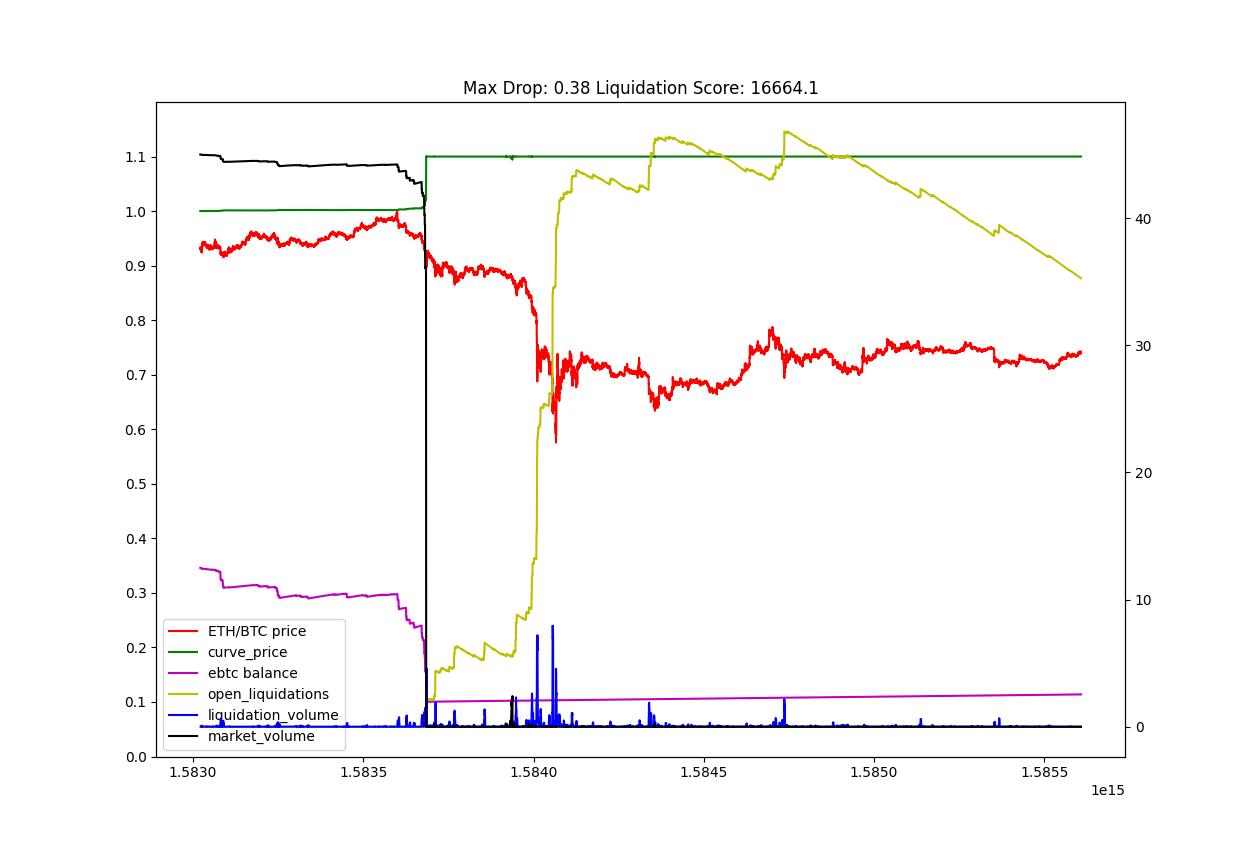 Max Drop: 0.38 Liquidation Score: 16664.1
1.1
1.0
0.9
0.8
0.7
0.6
0.5
0.4
0.3
0.2
0.1
0.0
40
30
20
10
0
ETH/BTC price
curve_price
ebtc balance
open_liquidations
liquidation_volume
market_volume
1.5830 1.5835 1.5840 1.5845 1.5850 1.5855
1e15